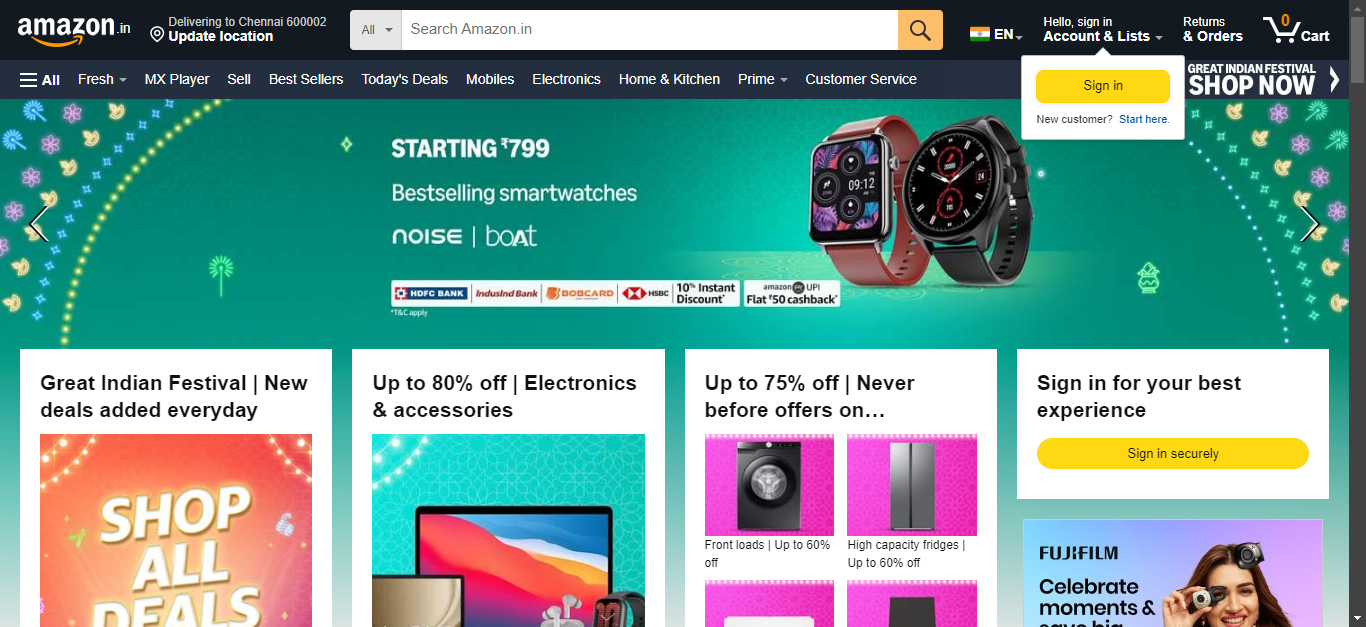 amazon.in
Delivering to Chennai 600002
Update location
All
Search Amazon.in
EN
Hello, sign in
Account & Lists
Returns
& Orders
0
Cart
All
Fresh
MX Player
Sell
Best Sellers
Today's Deals
Mobiles
Electronics
Home & Kitchen
Prime
Customer Service
GREAT INDIAN FESTIVAL
SHOP NOW
Sign in
New customer? Start here.
STARTING ₹799
Bestselling smartwatches
NOISE | boAt
HDFC BANK
IndusInd Bank
BOBCARD
HSBC
10% Instant
Discount*
amazon pay UPI
Flat ₹50 cashback*
*T&C apply
09:12
24
Great Indian Festival | New
deals added everyday
SHOP
ALL
DEALS
Up to 80% off | Electronics
& accessories
Up to 75% off | Never
before offers on…
Front loads | Up to 60%
off
High capacity fridges |
Up to 60% off
Sign in for your best
experience
Sign in securely
FUJIFILM
Celebrate
moments &
save big